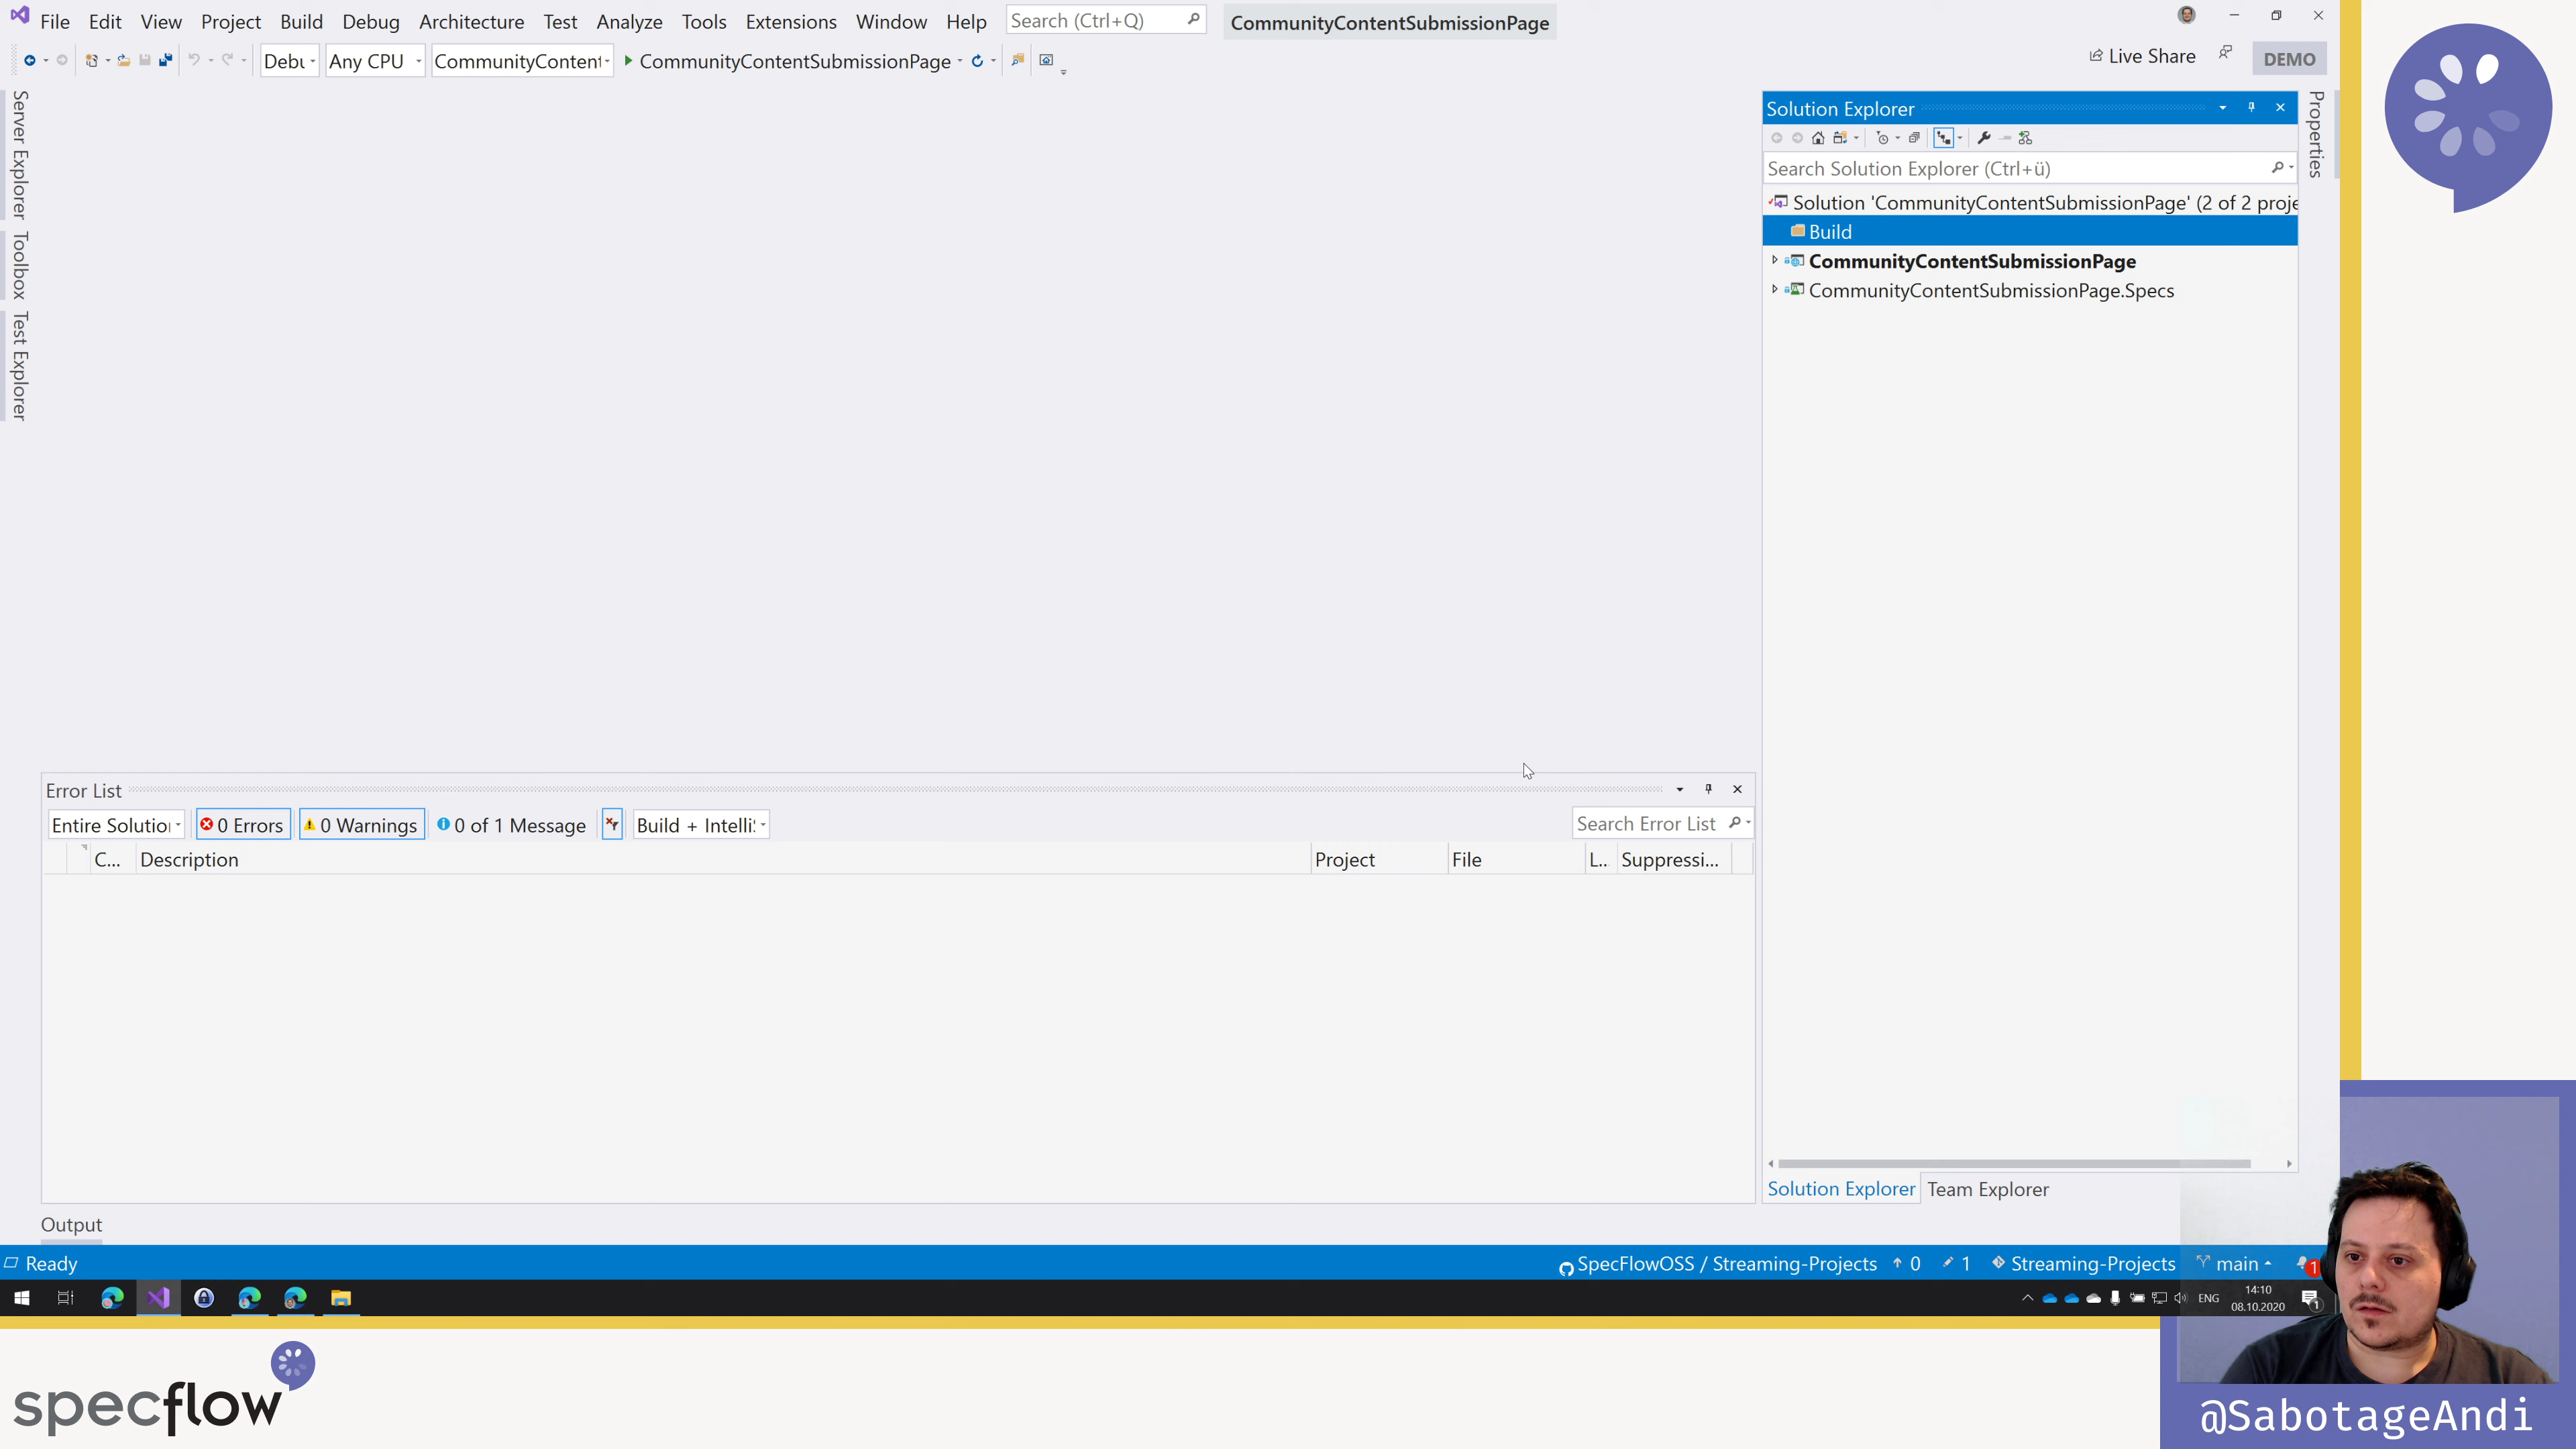 File Edit View Project Build Debug Architecture Test Analyze Tools Extensions Window Help Search (Ctrl+Q) CommunityContentSubmissionPage
Debu Any CPU CommunityContent CommunityContentSubmissionPage Live Share DEMO
Server Explorer
Toolbox
Test Explorer
Solution Explorer
Properties
Search Solution Explorer (Ctrl+ü)
Solution 'CommunityContentSubmissionPage' (2 of 2 proje
Build
CommunityContentSubmissionPage
CommunityContentSubmissionPage.Specs
Error List
Entire Solutio 0 Errors 0 Warnings 0 of 1 Message Build + Intelli Search Error List
C... Description Project File L.. Suppressi...
Solution Explorer Team Explorer
Output
Ready SpecFlowOSS / Streaming-Projects 0 1 Streaming-Projects main 1
ENG 14:10 1
08.10.2020
specflow
@SabotageAndi